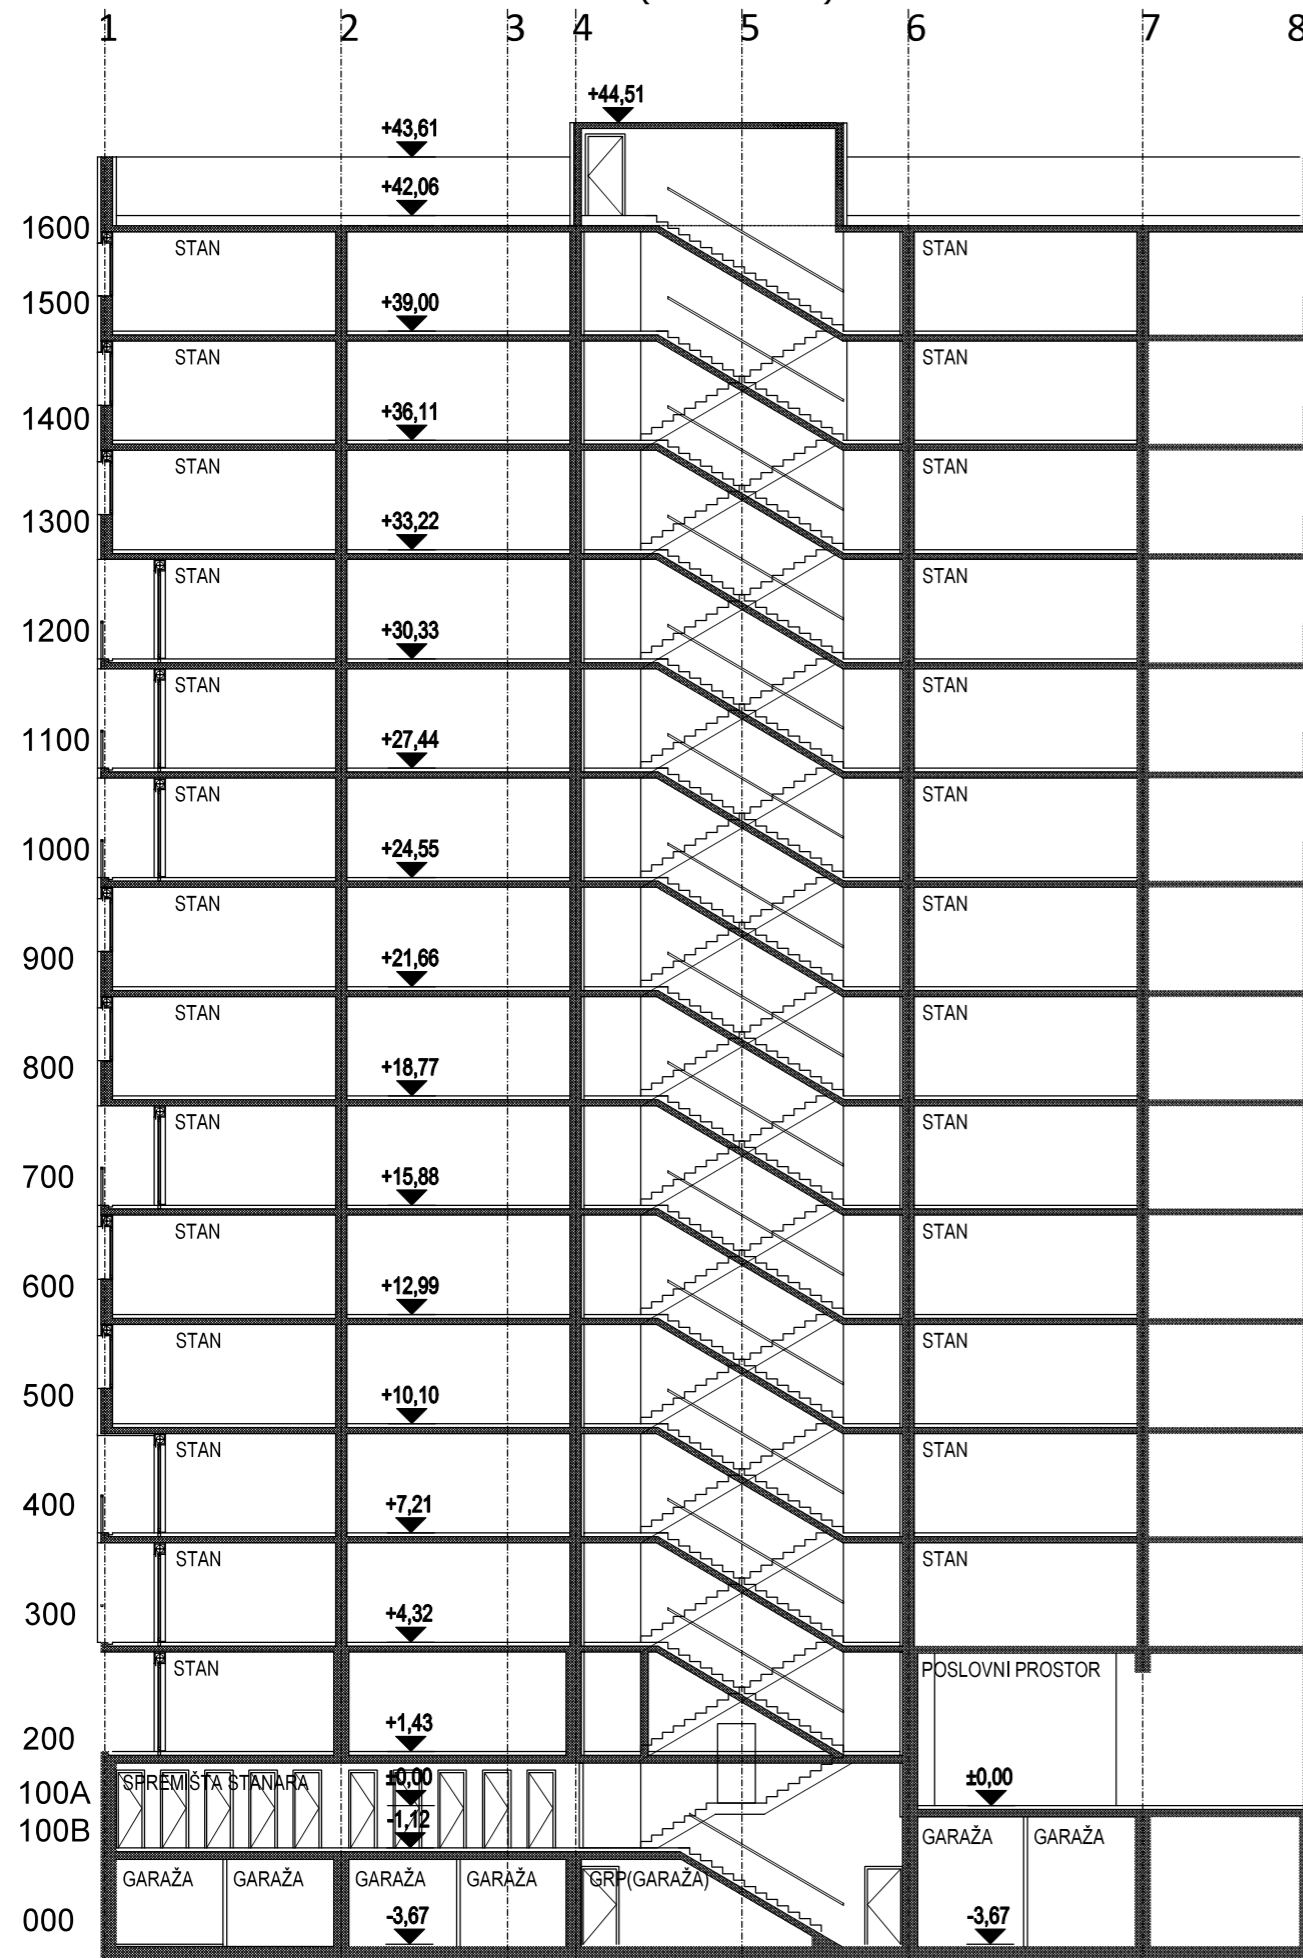 1 2 3 4 5 6 7 8
+44,51
+43,61
+42,06
1600
STAN STAN
1500 +39,00
STAN STAN
1400 +36,11
STAN STAN
1300 +33,22
STAN STAN
1200 +30,33
STAN STAN
1100 +27,44
STAN STAN
1000 +24,55
STAN STAN
900 +21,66
STAN STAN
800 +18,77
STAN STAN
700 +15,88
STAN STAN
600 +12,99
STAN STAN
500 +10,10
STAN STAN
400 +7,21
STAN STAN
300 +4,32
STAN POSLOVNI PROSTOR
200 +1,43
SPREMIŠTA STANARA ±0,00 ±0,00
100A
100B -1,12
GARAŽA GARAŽA
GARAŽA GARAŽA GARAŽA GARAŽA GRP(GARAŽA)
000 -3,67 -3,67